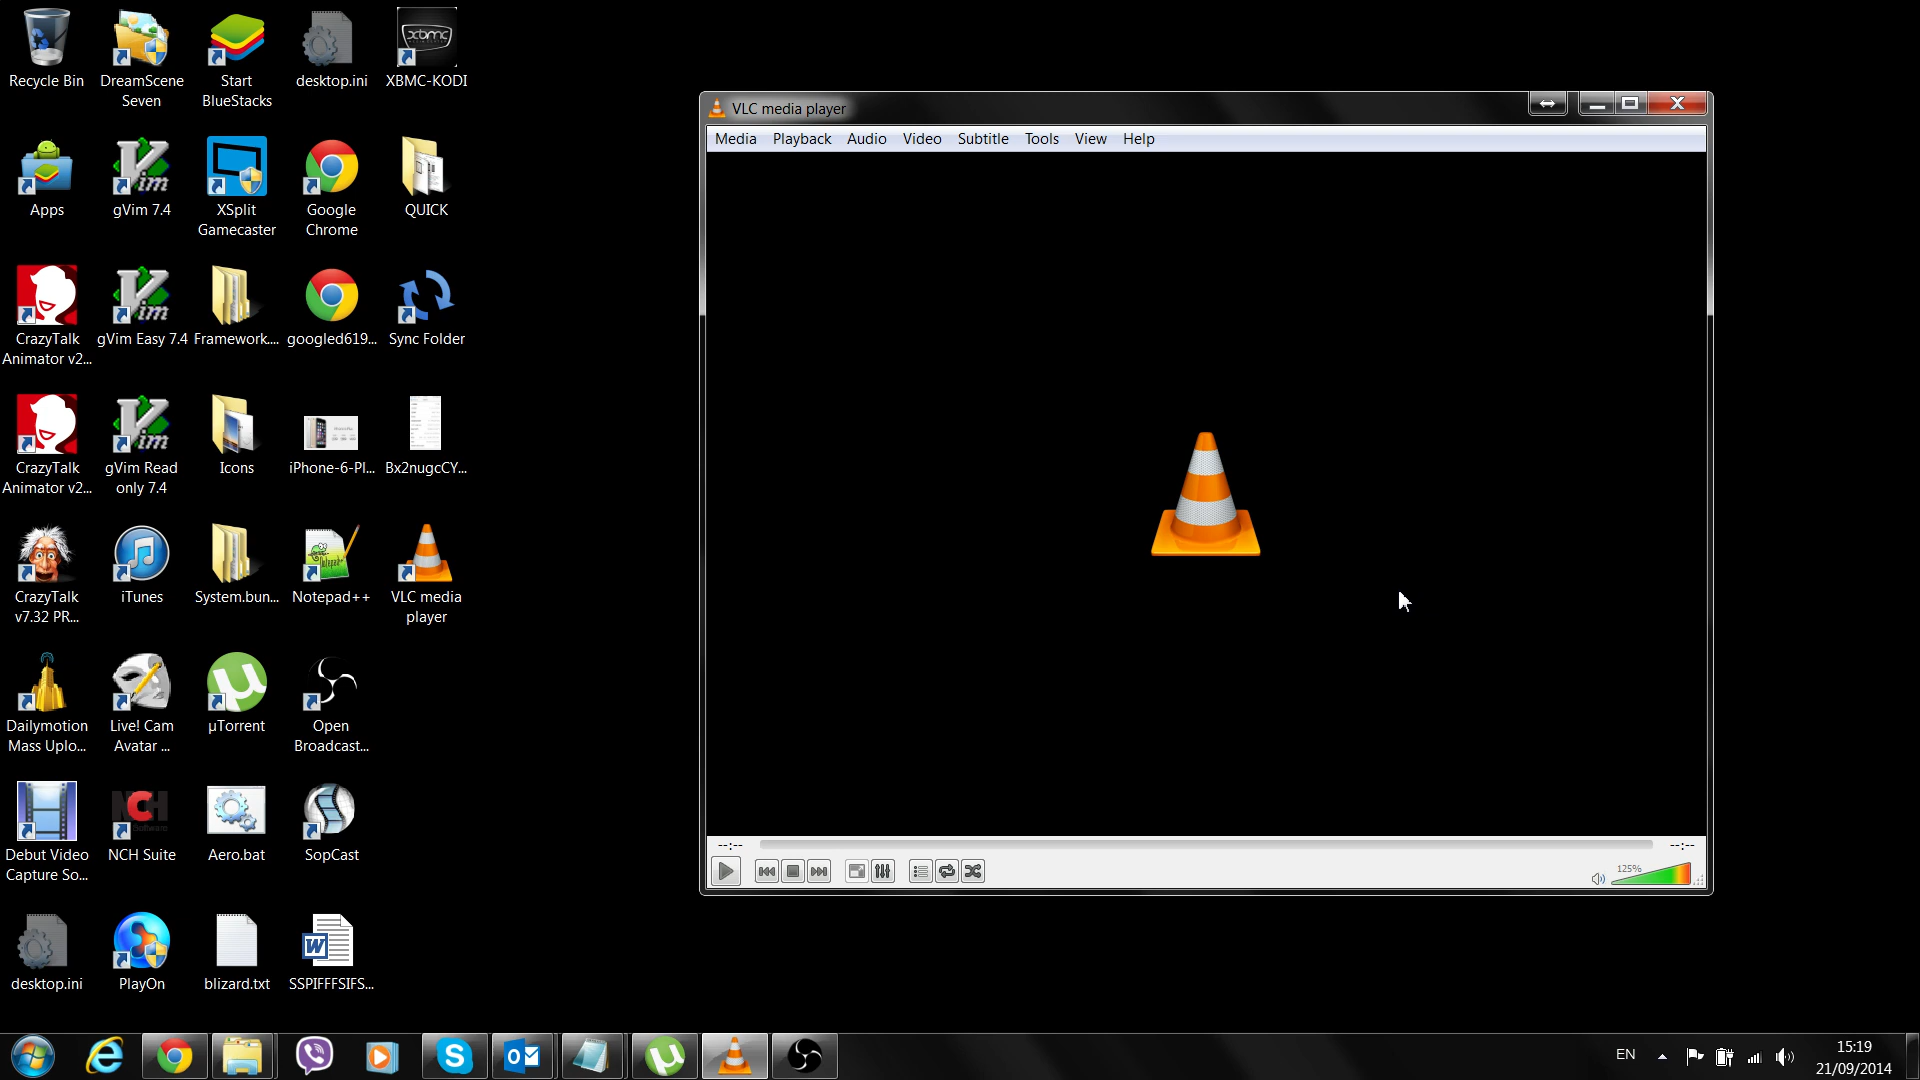 Recycle Bin
DreamScene
Seven
Start
BlueStacks
desktop.ini
xbmc
XBMC-KODI
Apps
gVim 7.4
XSplit
Gamecaster
Google
Chrome
QUICK
CrazyTalk
Animator v2...
gVim Easy 7.4
Framework....
googled619...
Sync Folder
CrazyTalk
Animator v2...
gVim Read
only 7.4
Icons
iPhone-6-Pl...
Bx2nugcCY...
CrazyTalk
v7.32 PR...
iTunes
System.bun...
Notepad++
VLC media
player
Dailymotion
Mass Uplo...
Live! Cam
Avatar ...
µTorrent
Open
Broadcast...
Debut Video
Capture So...
NCH
NCH Suite
Aero.bat
SopCast
desktop.ini
PlayOn
blizard.txt
SSPIFFFSIFS...
VLC media player
Media Playback Audio Video Subtitle Tools View Help
--:-- --:--
125%
EN
15:19
21/09/2014